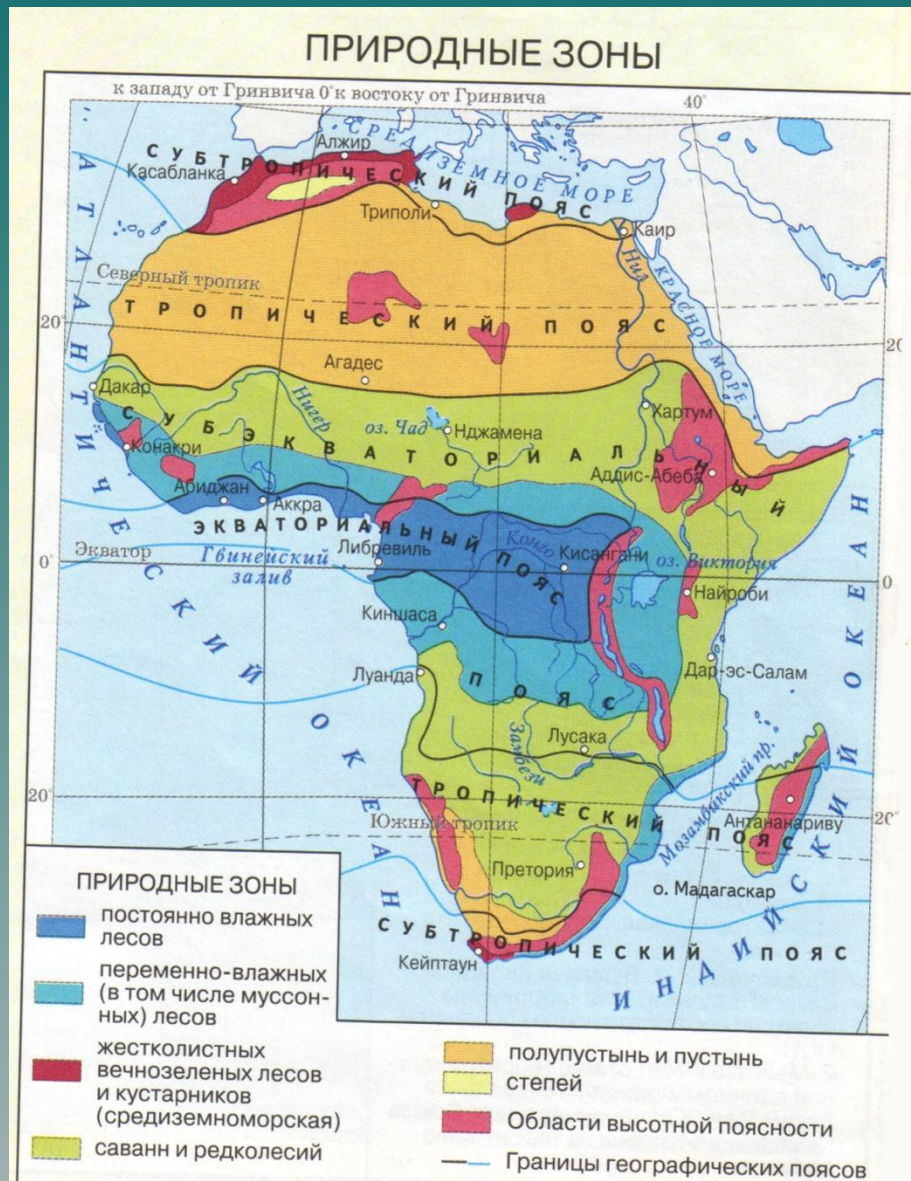 ПРИРОДНЫЕ ЗОНЫ
к западу от Гринвича 0° к востоку от Гринвича
40°
СРЕДИЗЕМНОЕ МОРЕ
СУБТРОПИЧЕСКИЙ ПОЯС
Алжир
Касабланка
Триполи
Каир
Нил
КРАСНОЕ МОРЕ
Северный тропик
ТРОПИЧЕСКИЙ ПОЯС
20°
20
Агадес
Дакар
Нигер
Хартум
оз. Чад
Нджамена
СУБЭКВАТОРИАЛЬНЫЙ
Конакри
Аддис-Абеба
Абиджан
Аккра
ЭКВАТОРИАЛЬНЫЙ ПОЯС
Конго
Экватор
Гвинейский
залив
Либревиль
Кисангани
оз. Виктория
0°
0
Найроби
Киншаса
Дар-эс-Салам
Луанда
ПОЯС
Лусака
Замбези
Мозамбикский пр.
ТРОПИЧЕСКИЙ ПОЯС
20°
20°
Антананариву
Южный тропик
Претория
о. Мадагаскар
СУБТРОПИЧЕСКИЙ ПОЯС
Кейптаун
АТЛАНТИЧЕСКИЙ ОКЕАН
ИНДИЙСКИЙ ОКЕАН
ПРИРОДНЫЕ ЗОНЫ
постоянно влажных
лесов
переменно-влажных
(в том числе муссон-
ных) лесов
жестколистных
вечнозеленых лесов
и кустарников
(средиземноморская)
саванн и редколесий
полупустынь и пустынь
степей
Области высотной поясности
Границы географических поясов